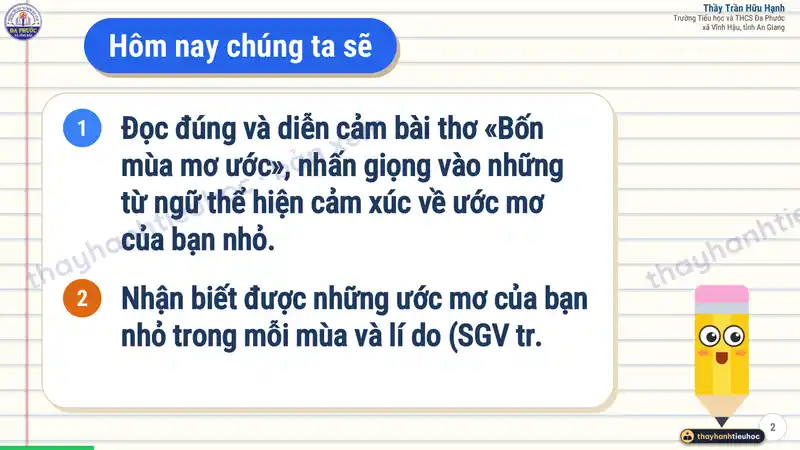 Thầy Trần Hữu Hạnh
Trường Tiểu học và THCS Đa Phước
xã Vĩnh Hậu, tỉnh An Giang
ĐA PHƯỚC
Hôm nay chúng ta sẽ
1 Đọc đúng và diễn cảm bài thơ «Bốn
mùa mơ ước», nhấn giọng vào những
từ ngữ thể hiện cảm xúc về ước mơ
của bạn nhỏ.
2 Nhận biết được những ước mơ của bạn
nhỏ trong mỗi mùa và lí do (SGV tr.
thayhanhtieuhoc
2